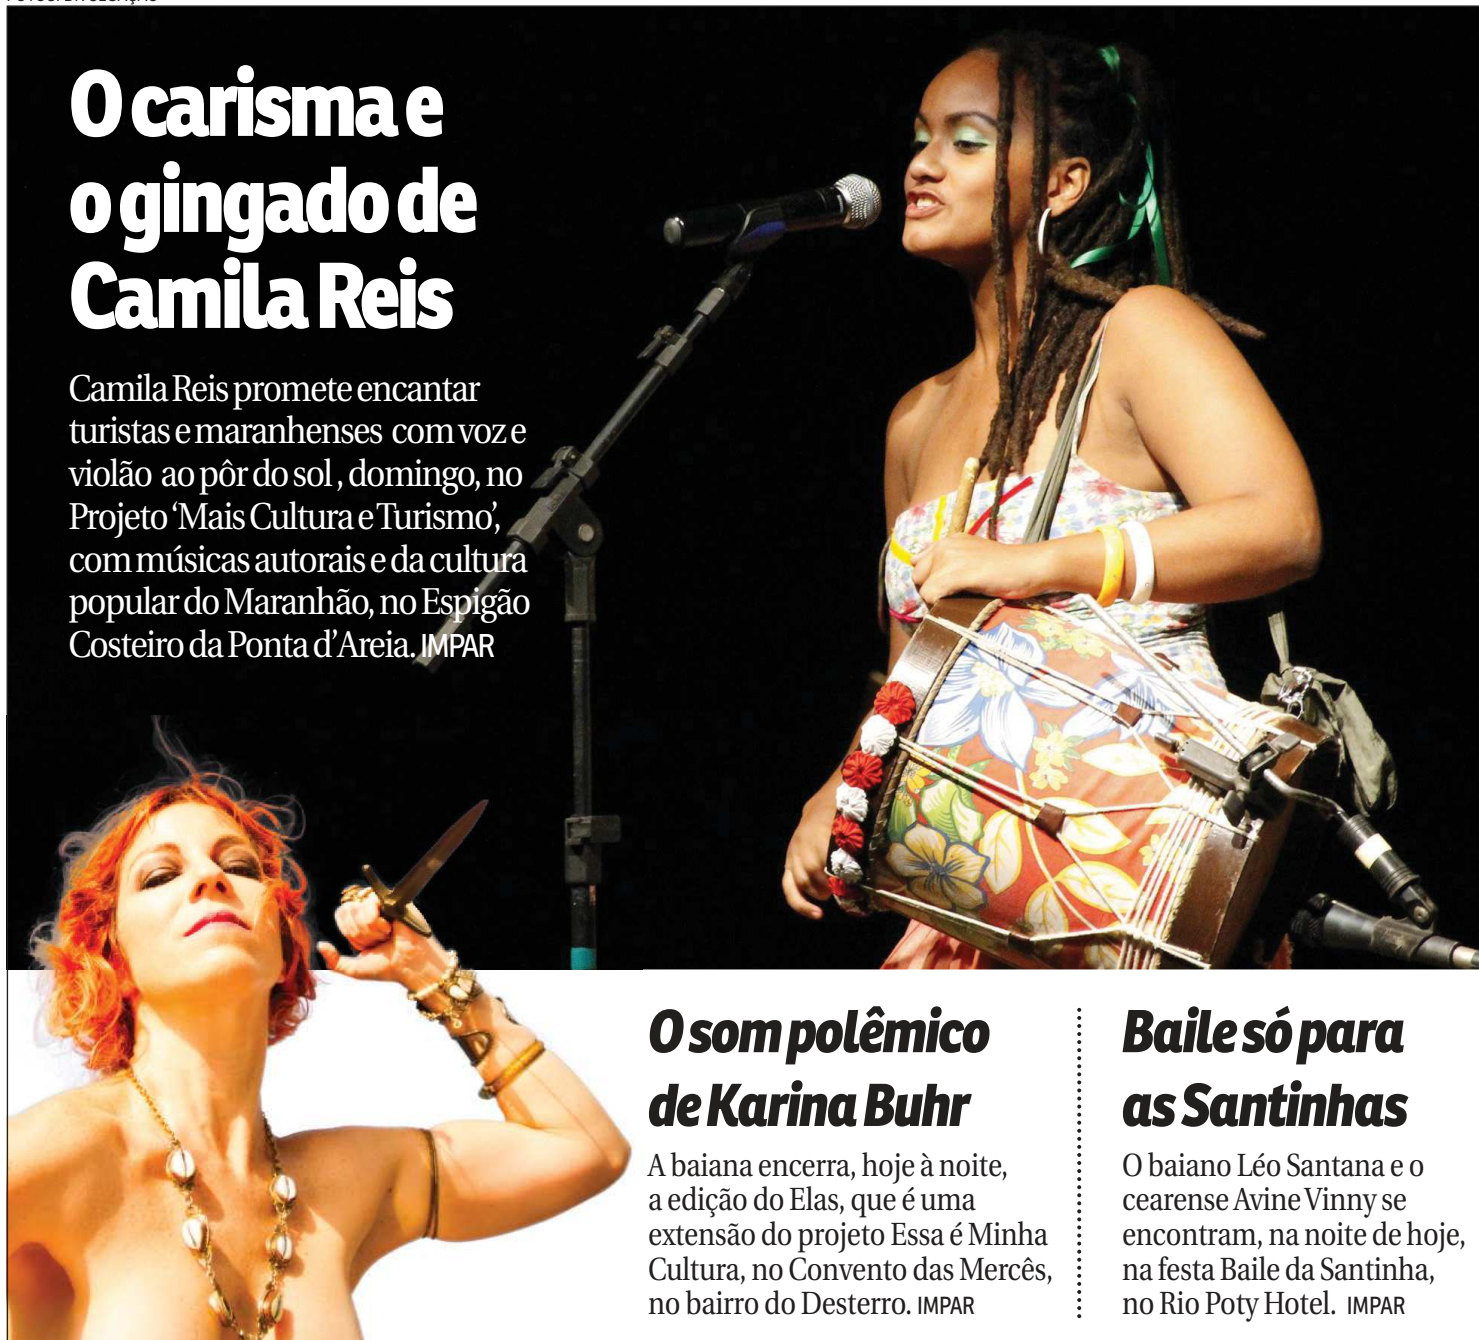 O carisma e
o gingado de
Camila Reis
Camila Reis promete encantar
turistas e maranhenses com voz e
violão ao pôr do sol , domingo, no
Projeto ‘Mais Cultura e Turismo’,
com músicas autorais e da cultura
popular do Maranhão, no Espigão
Costeiro da Ponta d’Areia. IMPAR
O som polêmico
de Karina Buhr
A baiana encerra, hoje à noite,
a edição do Elas, que é uma
extensão do projeto Essa é Minha
Cultura, no Convento das Mercês,
no bairro do Desterro. IMPAR
Baile só para
as Santinhas
O baiano Léo Santana e o
cearense Avine Vinny se
encontram, na noite de hoje,
na festa Baile da Santinha,
no Rio Poty Hotel. IMPAR